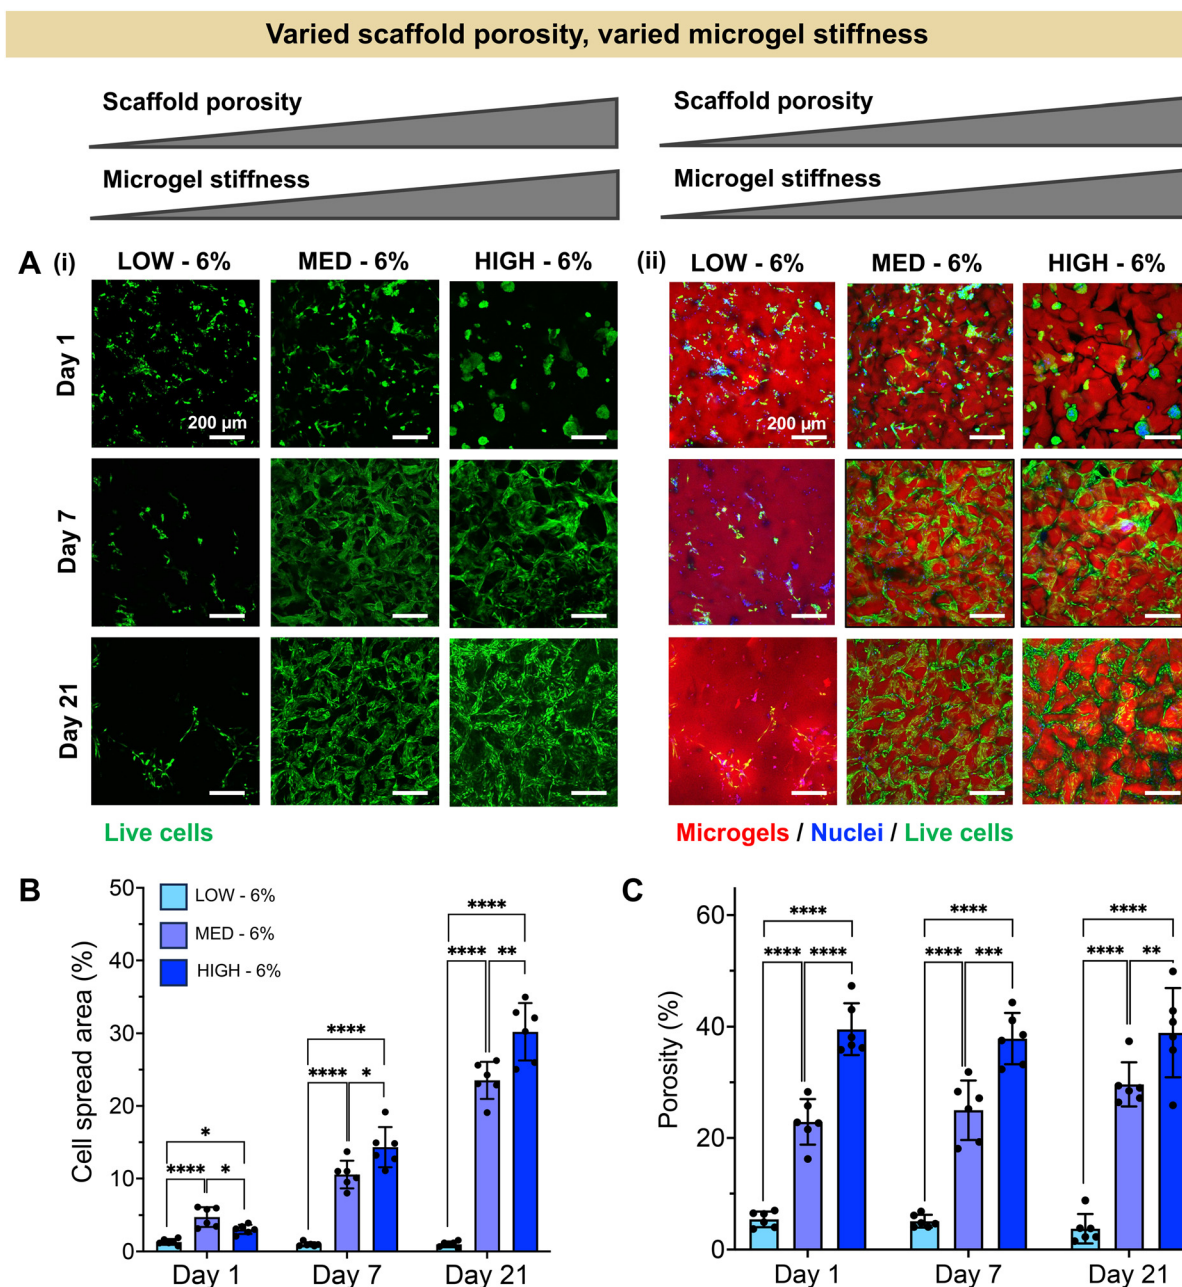 Varied scaffold porosity, varied microgel stiffness
Scaffold porosity
Microgel stiffness
Scaffold porosity
Microgel stiffness
A (i) LOW - 6% MED - 6% HIGH - 6%
(ii) LOW - 6% MED - 6% HIGH - 6%
Day 1
200 µm
200 µm
Day 7
Day 21
Live cells
Microgels / Nuclei / Live cells
B
Cell spread area (%)
50
40
30
20
10
0
LOW - 6%
MED - 6%
HIGH - 6%
*
**** *
****
**** *
****
**** **
Day 1 Day 7 Day 21
C
Porosity (%)
60
40
20
0
****
**** ****
****
**** ***
****
**** **
Day 1 Day 7 Day 21